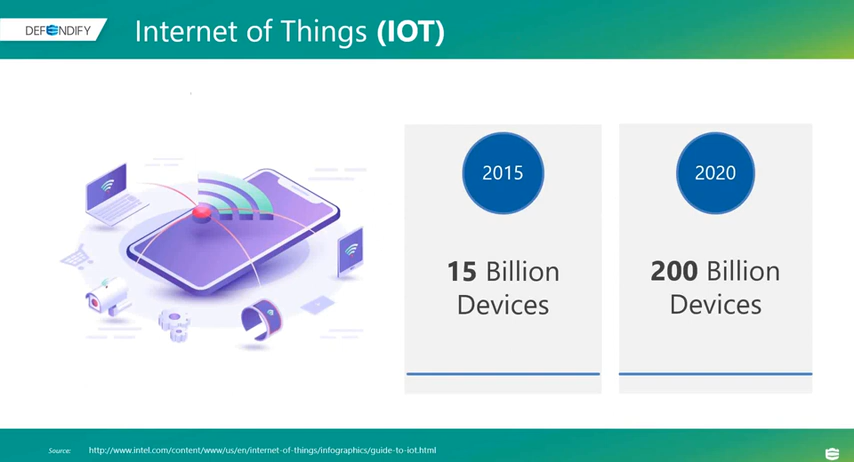 DEFENDIFY
Internet of Things (IOT)
2015
15 Billion
Devices
2020
200 Billion
Devices
Source: http://www.intel.com/content/www/us/en/internet-of-things/infographics/guide-to-iot.html